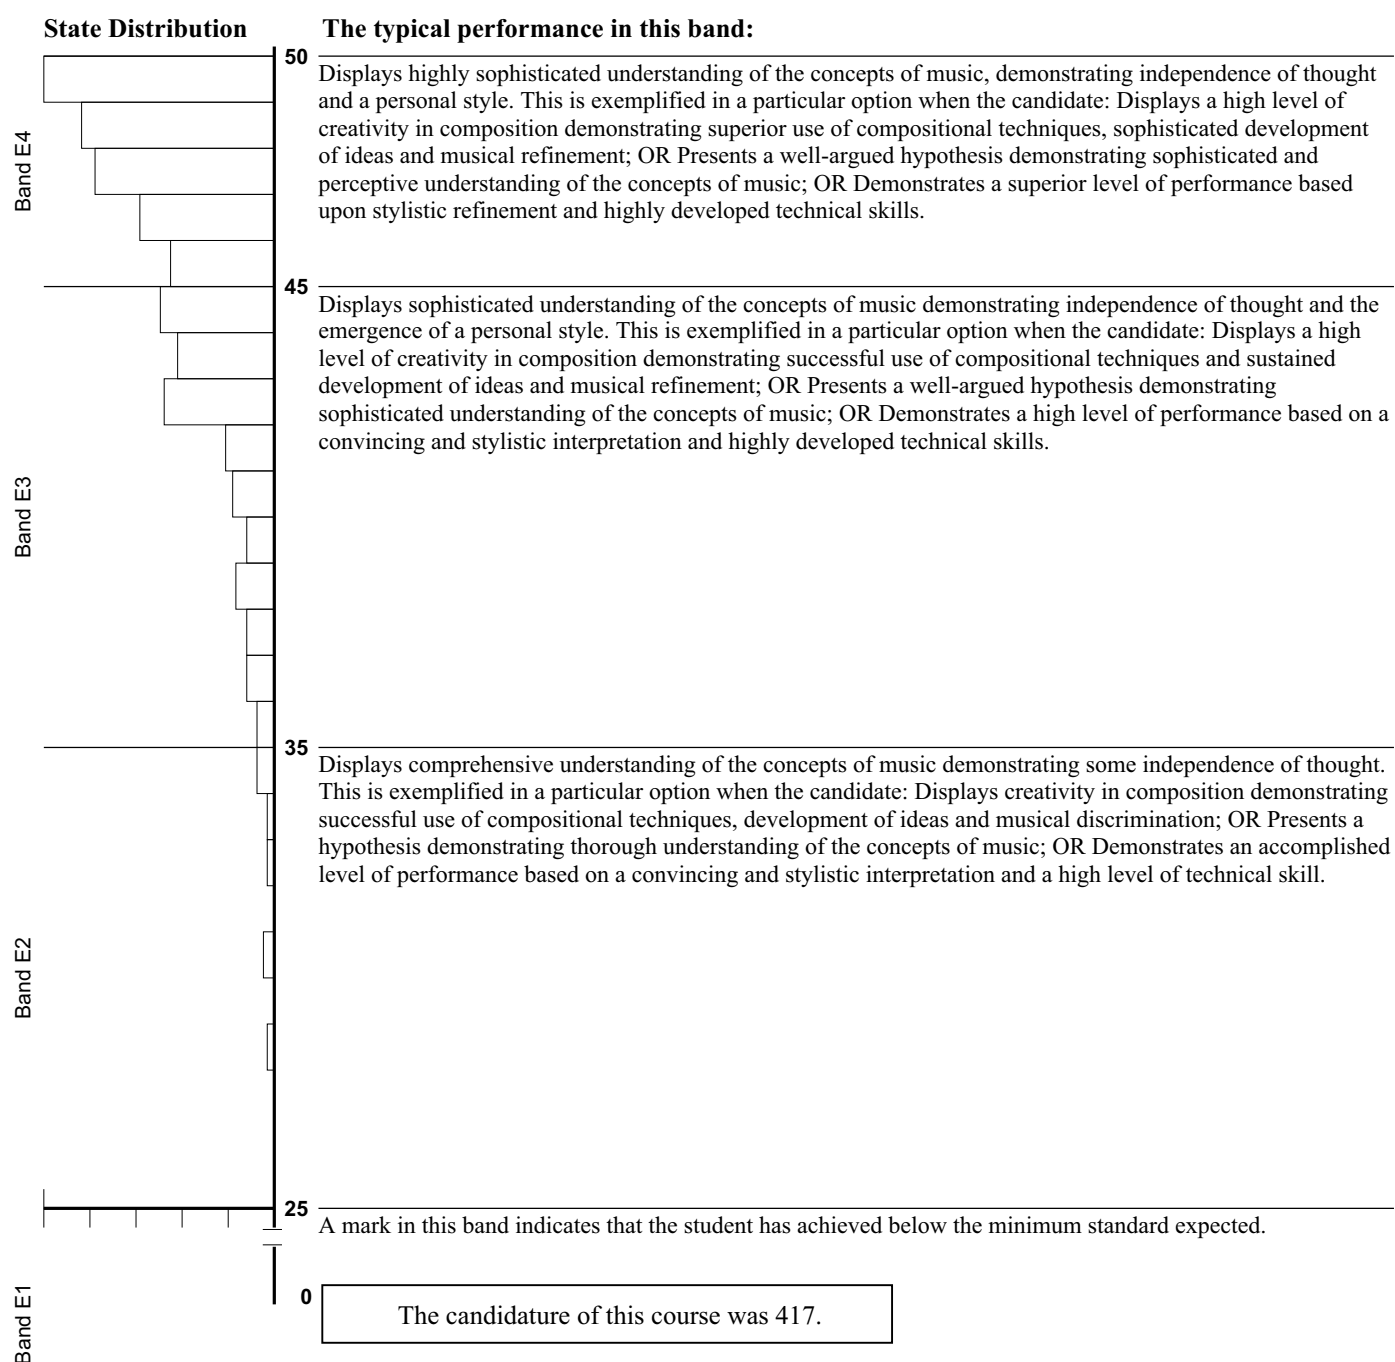 State Distribution
The typical performance in this band:
50
Displays highly sophisticated understanding of the concepts of music, demonstrating independence of thought
and a personal style. This is exemplified in a particular option when the candidate: Displays a high level of
creativity in composition demonstrating superior use of compositional techniques, sophisticated development
of ideas and musical refinement; OR Presents a well-argued hypothesis demonstrating sophisticated and
perceptive understanding of the concepts of music; OR Demonstrates a superior level of performance based
upon stylistic refinement and highly developed technical skills.
Band E4
45
Displays sophisticated understanding of the concepts of music demonstrating independence of thought and the
emergence of a personal style. This is exemplified in a particular option when the candidate: Displays a high
level of creativity in composition demonstrating successful use of compositional techniques and sustained
development of ideas and musical refinement; OR Presents a well-argued hypothesis demonstrating
sophisticated understanding of the concepts of music; OR Demonstrates a high level of performance based on a
convincing and stylistic interpretation and highly developed technical skills.
Band E3
35
Displays comprehensive understanding of the concepts of music demonstrating some independence of thought.
This is exemplified in a particular option when the candidate: Displays creativity in composition demonstrating
successful use of compositional techniques, development of ideas and musical discrimination; OR Presents a
hypothesis demonstrating thorough understanding of the concepts of music; OR Demonstrates an accomplished
level of performance based on a convincing and stylistic interpretation and a high level of technical skill.
Band E2
25
A mark in this band indicates that the student has achieved below the minimum standard expected.
0
Band E1
The candidature of this course was 417.